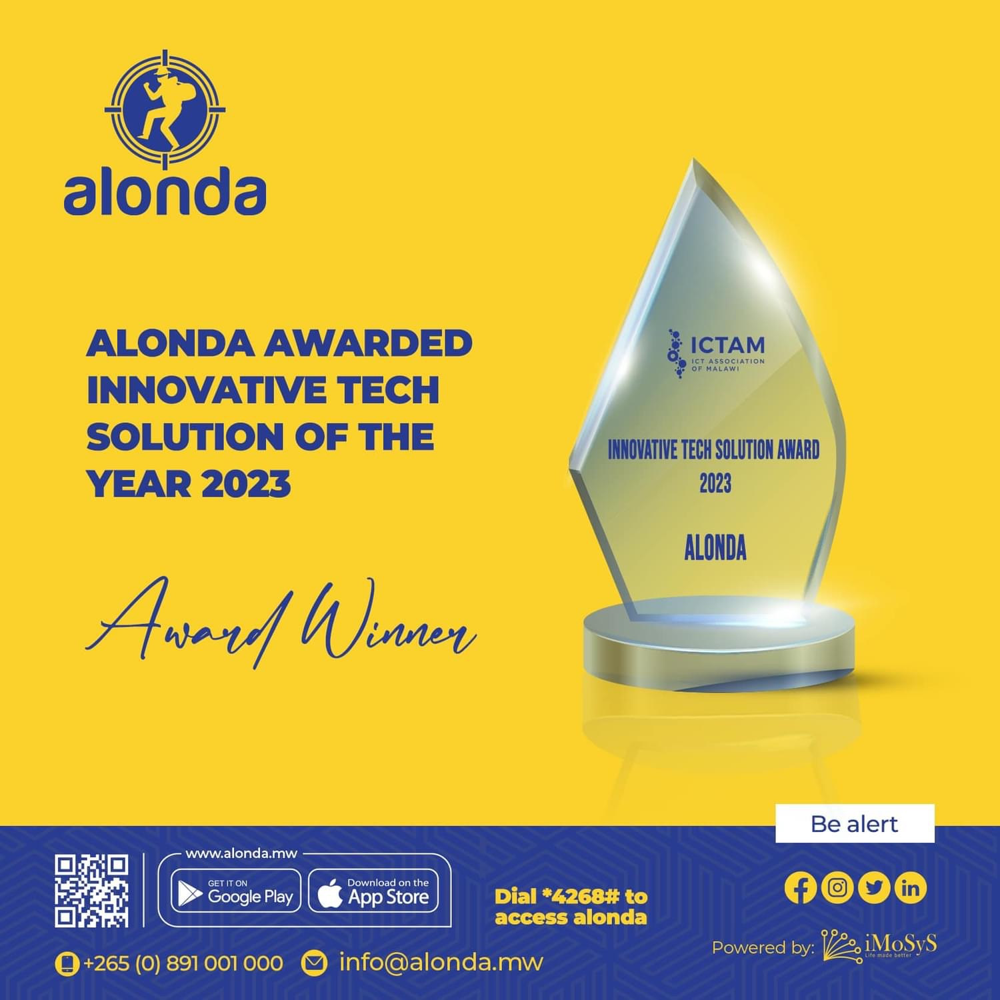 alonda
ALONDA AWARDED
INNOVATIVE TECH
SOLUTION OF THE
YEAR 2023
Award Winner
ICTAM
ICT ASSOCIATION
OF MALAWI
INNOVATIVE TECH SOLUTION AWARD
2023
ALONDA
Be alert
www.alonda.mw
GET IT ON
Google Play
Download on the
App Store
Dial *4268# to
access alonda
+265 (0) 891 001 000
info@alonda.mw
Powered by: iMoSyS
Life made better